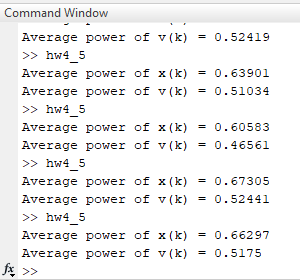 Command Window
Average power of v(k) = 0.52419
>> hw4_5
Average power of x(k) = 0.63901
Average power of v(k) = 0.51034
>> hw4_5
Average power of x(k) = 0.60583
Average power of v(k) = 0.46561
>> hw4_5
Average power of x(k) = 0.67305
Average power of v(k) = 0.52441
>> hw4_5
Average power of x(k) = 0.66297
Average power of v(k) = 0.5175
fx >>